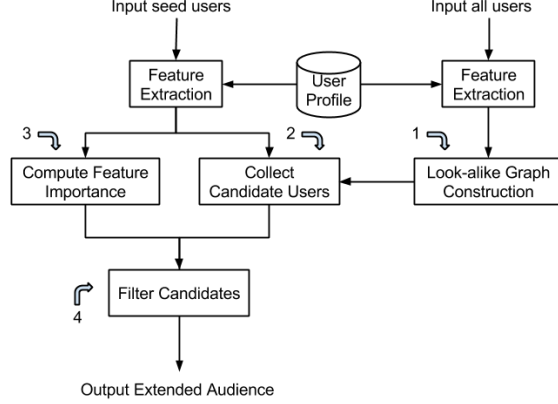 Input seed users
Input all users
Feature
Extraction
User
Profile
Feature
Extraction
3
2
1
Compute Feature
Importance
Collect
Candidate Users
Look-alike Graph
Construction
Filter Candidates
4
Output Extended Audience